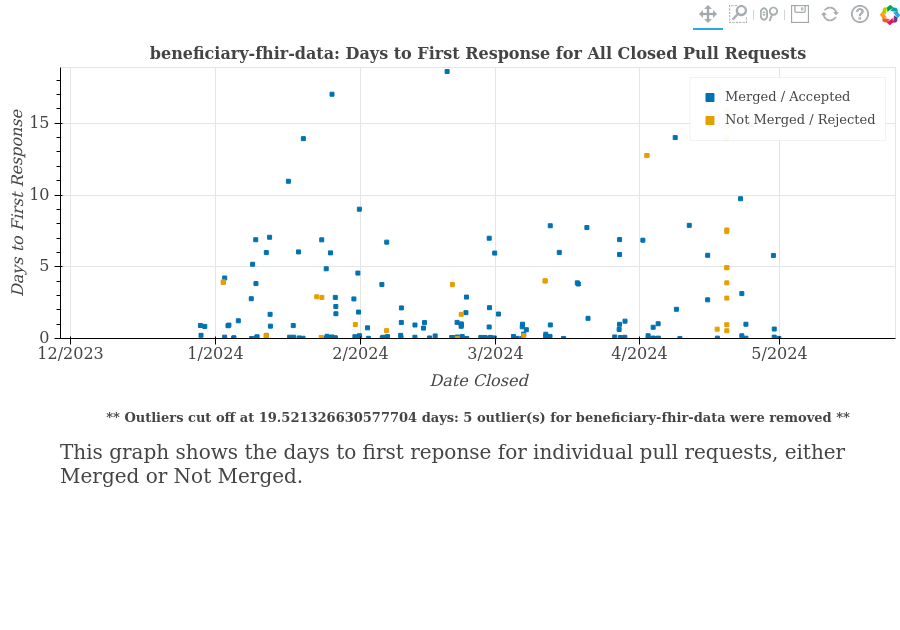 beneficiary-fhir-data: Days to First Response for All Closed Pull Requests
Merged / Accepted
Not Merged / Rejected
Days to First Response
15
10
5
0
12/2023 1/2024 2/2024 3/2024 4/2024 5/2024
Date Closed
** Outliers cut off at 19.521326630577704 days: 5 outlier(s) for beneficiary-fhir-data were removed **
This graph shows the days to first reponse for individual pull requests, either
Merged or Not Merged.